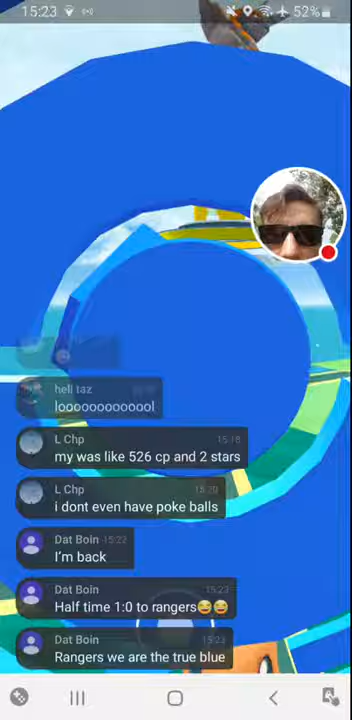 15:23
52%
hell taz
looooooooooool
L Chp 15:18
my was like 526 cp and 2 stars
L Chp 15:20
i dont even have poke balls
Dat Boin 15:22
I'm back
Dat Boin 15:23
Half time 1:0 to rangers😂😂
Dat Boin 15:23
Rangers we are the true blue